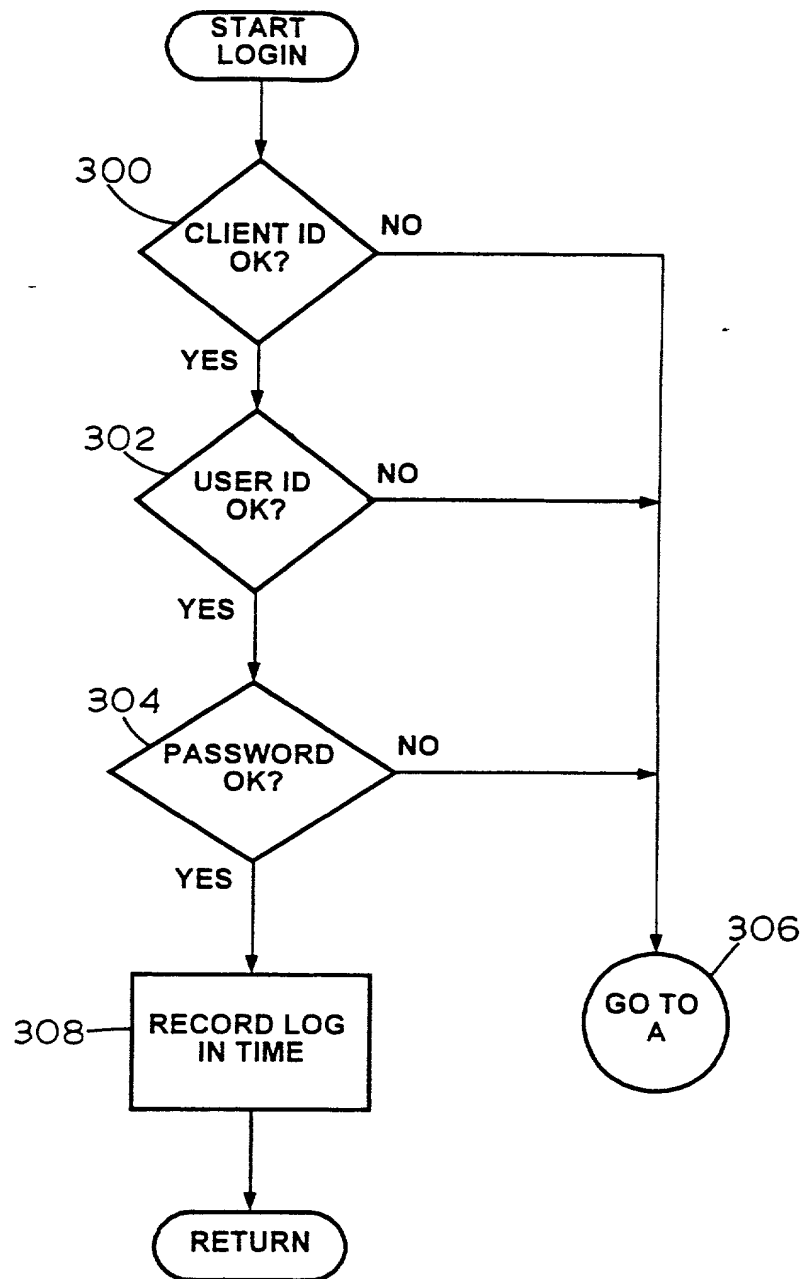 START
LOGIN
300
CLIENT ID
OK?
NO
YES
302
USER ID
OK?
NO
YES
304
PASSWORD
OK?
NO
YES
306
GO TO
A
308
RECORD LOG
IN TIME
RETURN